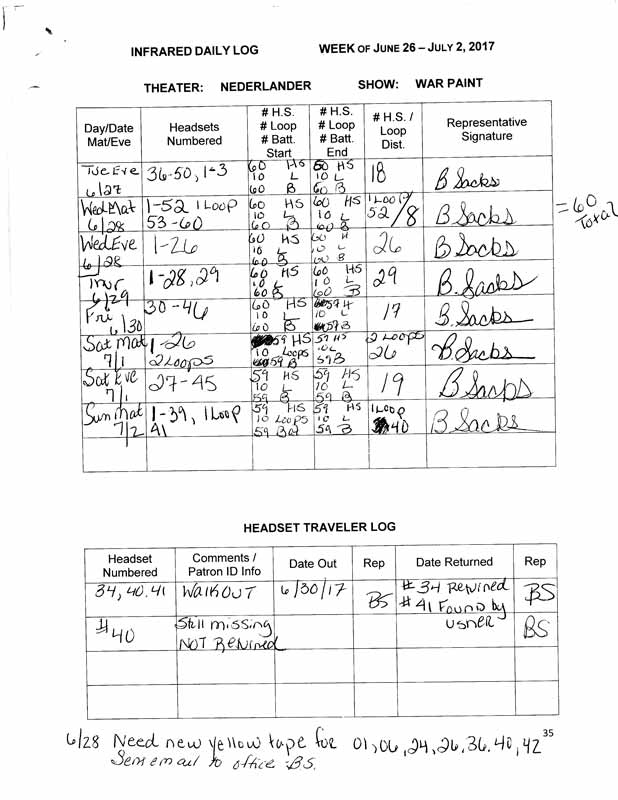 INFRARED DAILY LOG WEEK OF JUNE 26 – JULY 2, 2017
THEATER: NEDERLANDER SHOW: WAR PAINT
Day/Date Mat/Eve Headsets Numbered # H.S. # Loop # Batt. Start # H.S. # Loop # Batt. End # H.S. / Loop Dist. Representative Signature
Tue Eve 6/27 36-50, 1-3 60 HS 10 L 60 B 60 HS 10 L 60 B 18 B Sacks
Wed Mat 6/28 1-52 1 Loop 53-60 60 HS 10 L 60 B 60 HS 10 L 60 B 1 Loop 52/8 B Sacks = 60 Total
Wed Eve 6/28 1-26 60 HS 10 L 60 B 60 H 10 L 60 B 26 B Sacks
Thur 6/29 1-28, 29 60 HS 10 L 60 B 60 HS 10 L 60 B 29 B. Sacks
Fri 6/30 30-46 60 HS 10 L 60 B 57 H 10 L 57 B 17 B. Sacks
Sat Mat 7/1 1-26 2 Loops 59 HS 10 Loops 59 B 59 HS 10 L 59 B 2 Loops 26 B Sacks
Sat Eve 7/1 27-45 59 HS 10 L 59 B 59 HS 10 L 59 B 19 B Sacks
Sun Mat 7/2 1-39, 1 Loop 41 59 HS 10 Loops 59 Bat 59 HS 10 L 59 B 1 Loop 40 B Sacks
HEADSET TRAVELER LOG
Headset Numbered Comments / Patron ID Info Date Out Rep Date Returned Rep
34, 40. 41 Walkout 6/30/17 BS # 34 Returned # 41 Found by usher BS
# 40 Still missing NOT Returned BS
6/28 Need new yellow tape for 01, 06, 24, 26, 36. 40, 42 35
Sent email to office BS.